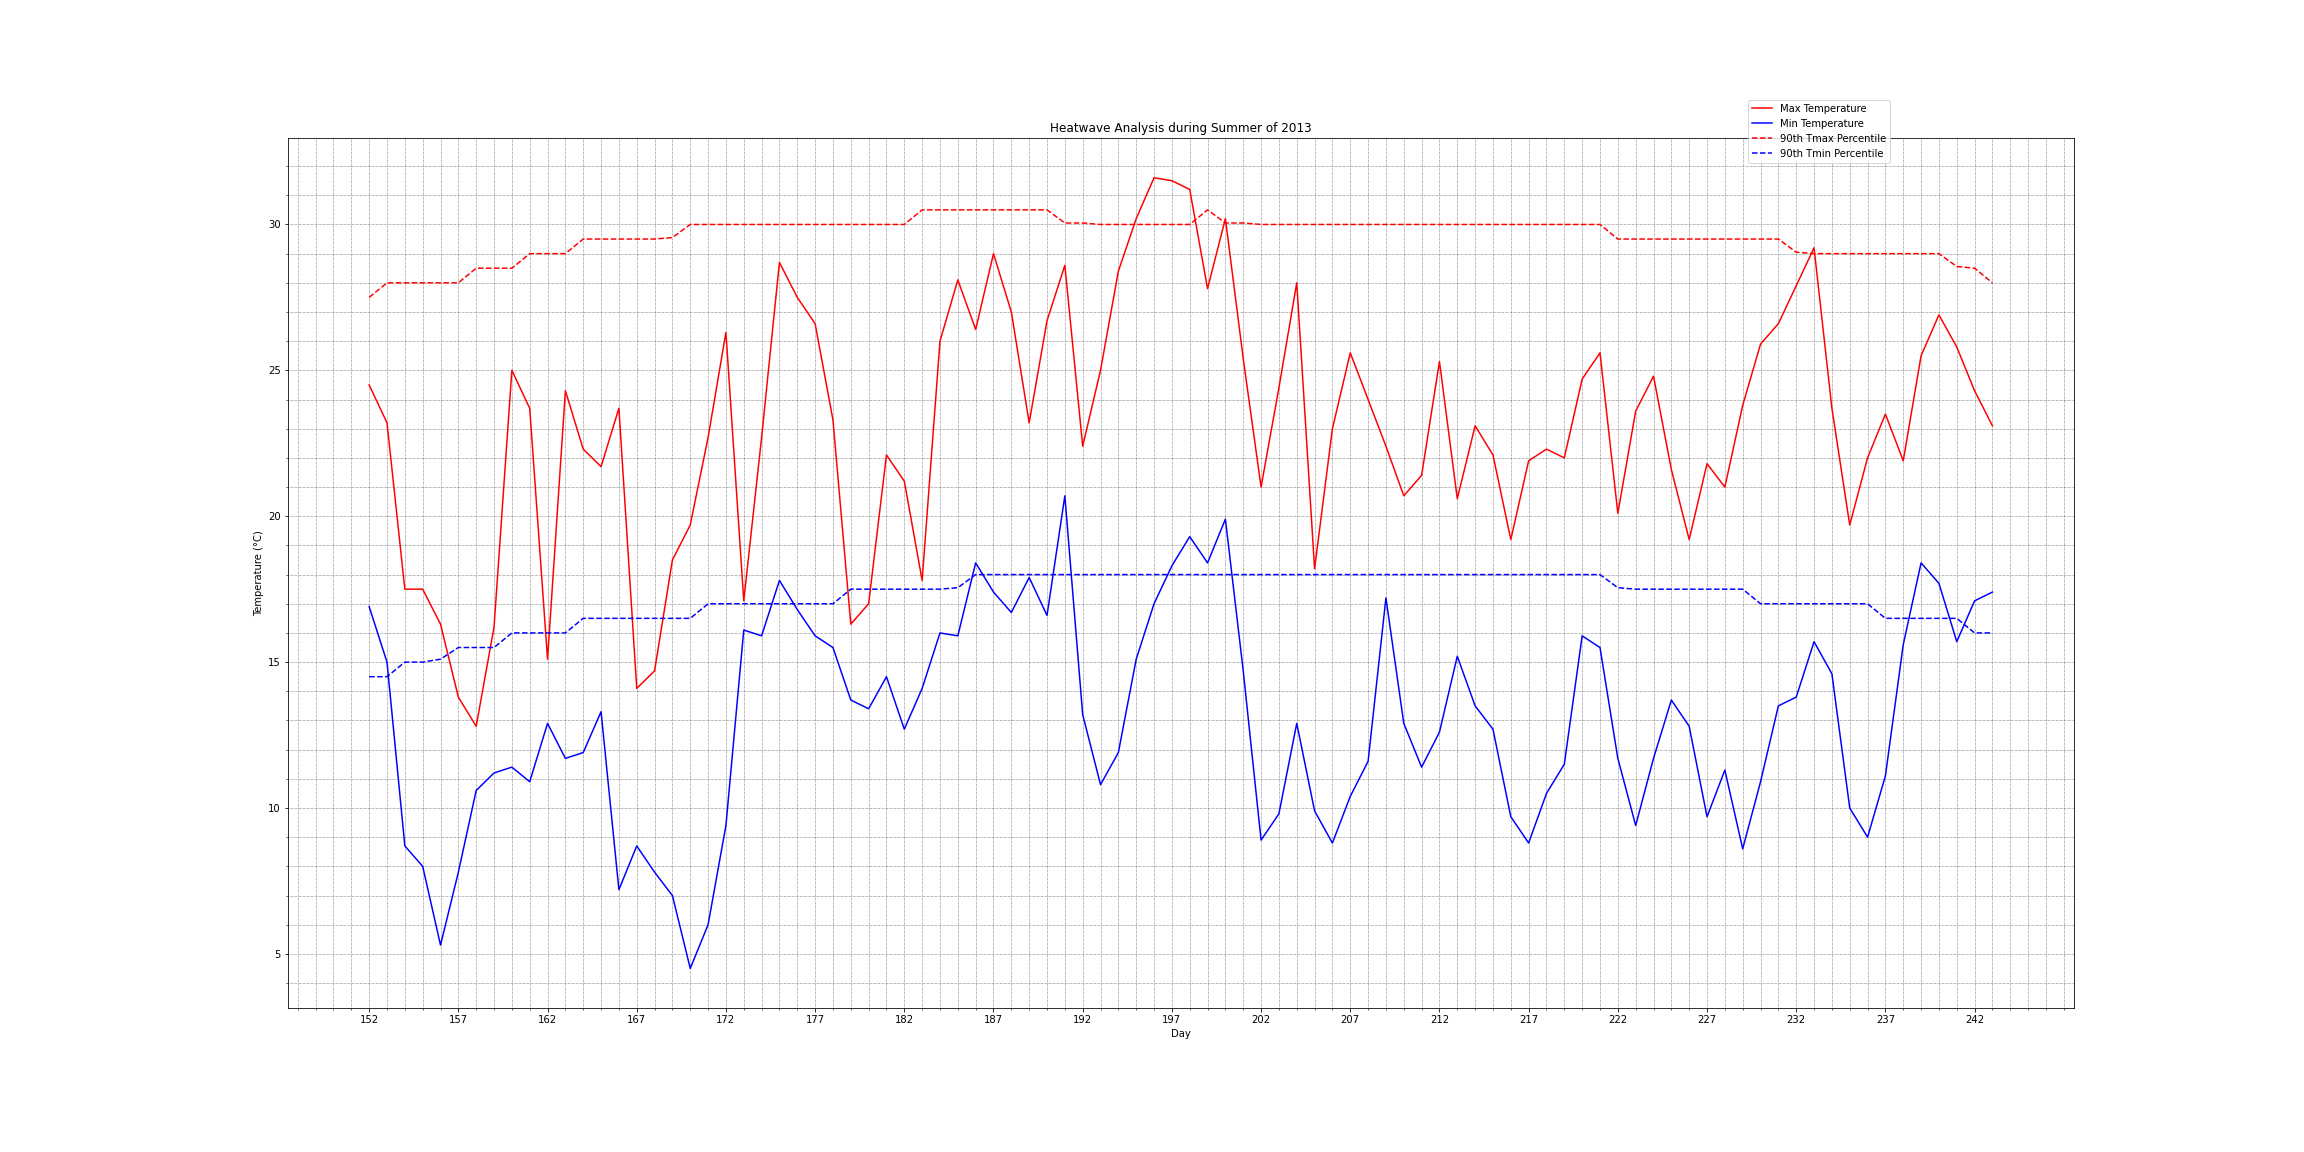 Max Temperature
Min Temperature
90th Tmax Percentile
90th Tmin Percentile
Heatwave Analysis during Summer of 2013
30
25
20
15
10
5
Temperature (°C)
152 157 162 167 172 177 182 187 192 197 202 207 212 217 222 227 232 237 242
Day